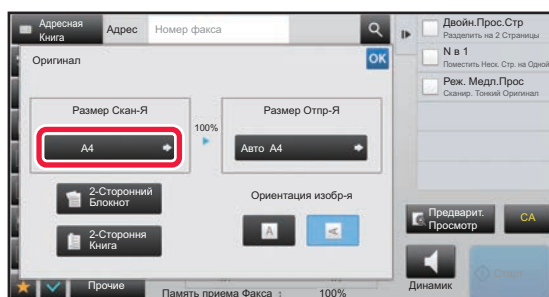 Адресная
Книга
Адрес
Номер факса
Двойн.Прос.Стр
Разделить на 2 Страницы
N в 1
Поместить Неск. Стр. на Одной
Реж. Медл.Прос
Сканир. Тонкий Оригинал
Оригинал
OK
Размер Скан-Я
100%
Размер Отпр-Я
A4
Авто A4
2-Сторонний
Блокнот
2-Стороння
Книга
Ориентация изобр-я
A
A
Предварит.
Просмотр
CA
Прочие
Память приема Факса :
100%
Динамик
Старт